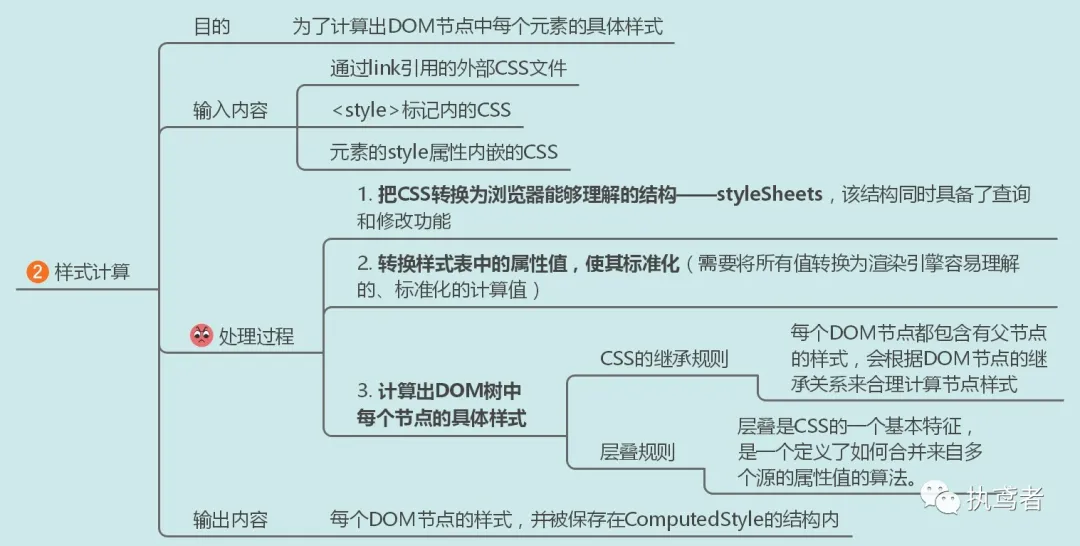 目的
为了计算出DOM节点中每个元素的具体样式
输入内容
通过link引用的外部CSS文件
<style>标记内的CSS
元素的style属性内嵌的CSS
2 样式计算
处理过程
1. 把CSS转换为浏览器能够理解的结构——styleSheets，该结构同时具备了查询
和修改功能
2. 转换样式表中的属性值，使其标准化（需要将所有值转换为渲染引擎容易理解
的、标准化的计算值）
3. 计算出DOM树中
每个节点的具体样式
CSS的继承规则
每个DOM节点都包含有父节点
的样式，会根据DOM节点的继
承关系来合理计算节点样式
层叠规则
层叠是CSS的一个基本特征，
是一个定义了如何合并来自多
个源的属性值的算法。
输出内容
每个DOM节点的样式，并被保存在ComputedStyle的结构内
执鸢者